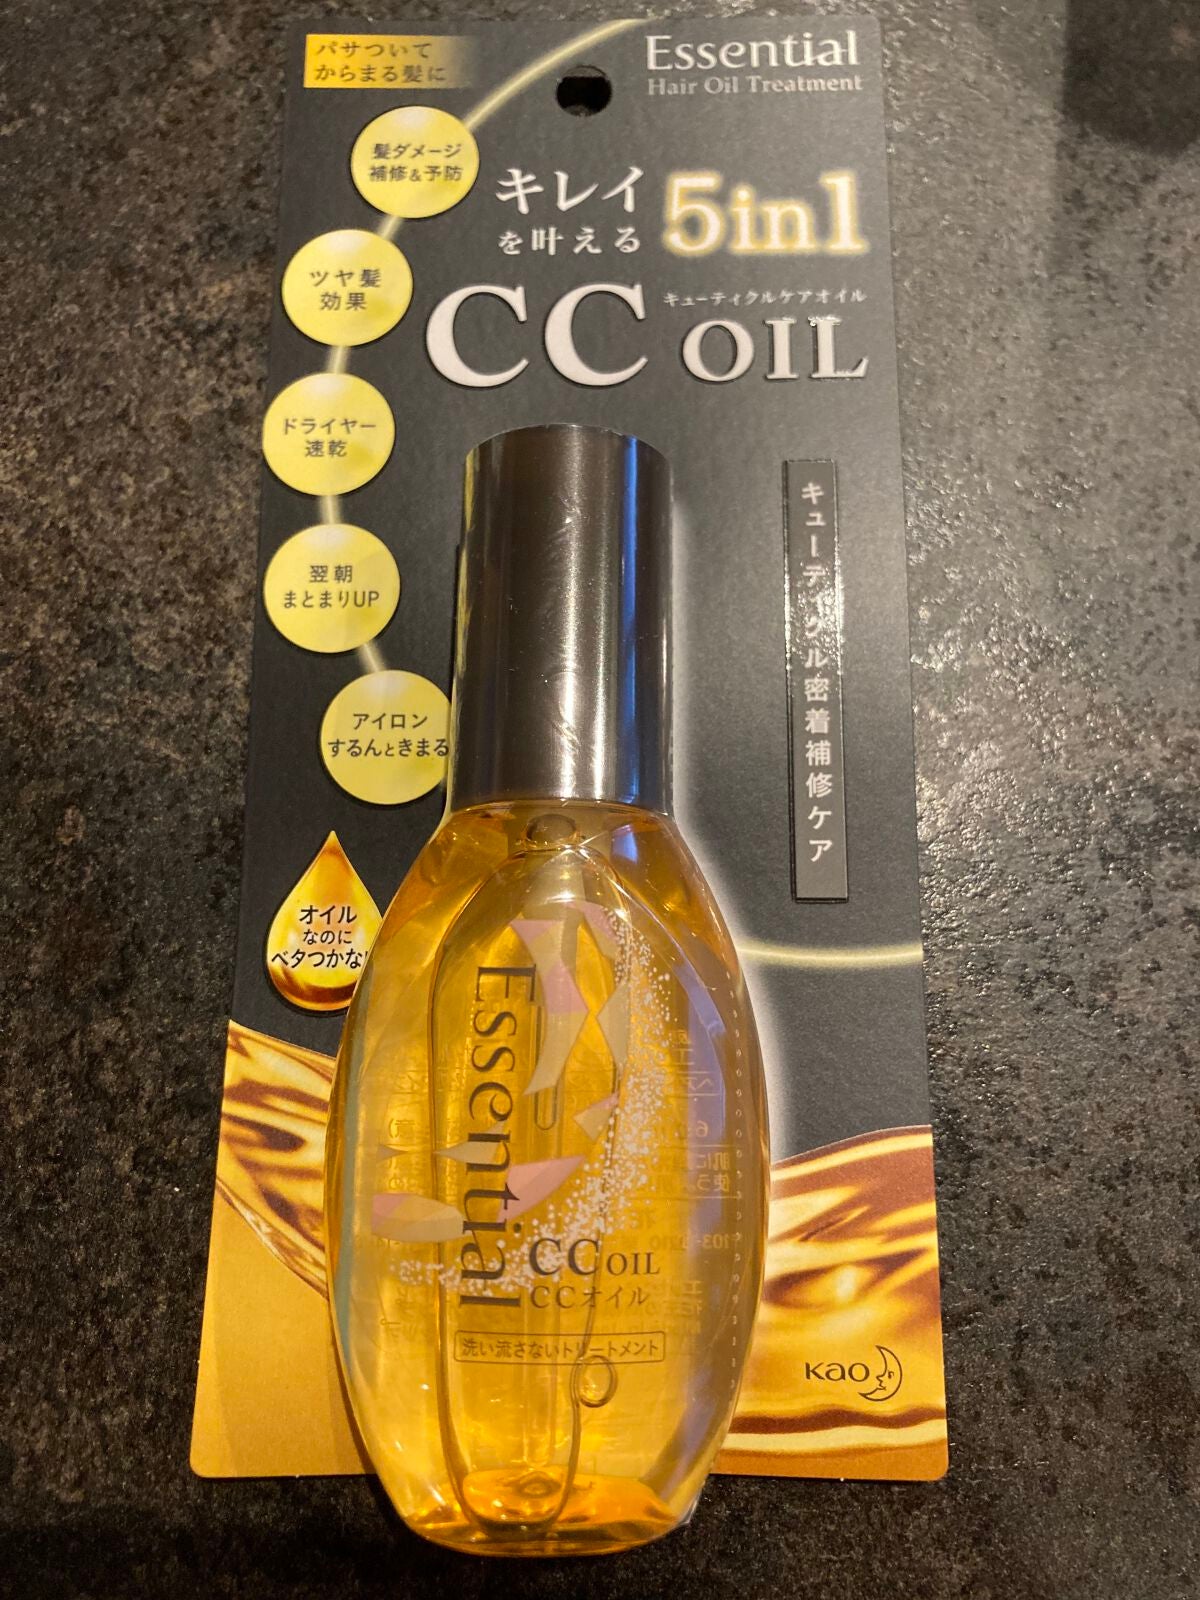 パサついて
からまる髪に
Essential
Hair Oil Treatment
髪ダメージ
補修&予防
キレイ
を叶える
5in1
ツヤ髪
効果
キューティクルケアオイル
CC OIL
ドライヤー
速乾
翌朝
まとまりUP
アイロン
するんときまる
キューティクル密着補修ケア
オイル
なのに
ベタつかない
Essential
CC OIL
CCオイル
洗い流さないトリートメント
Kao